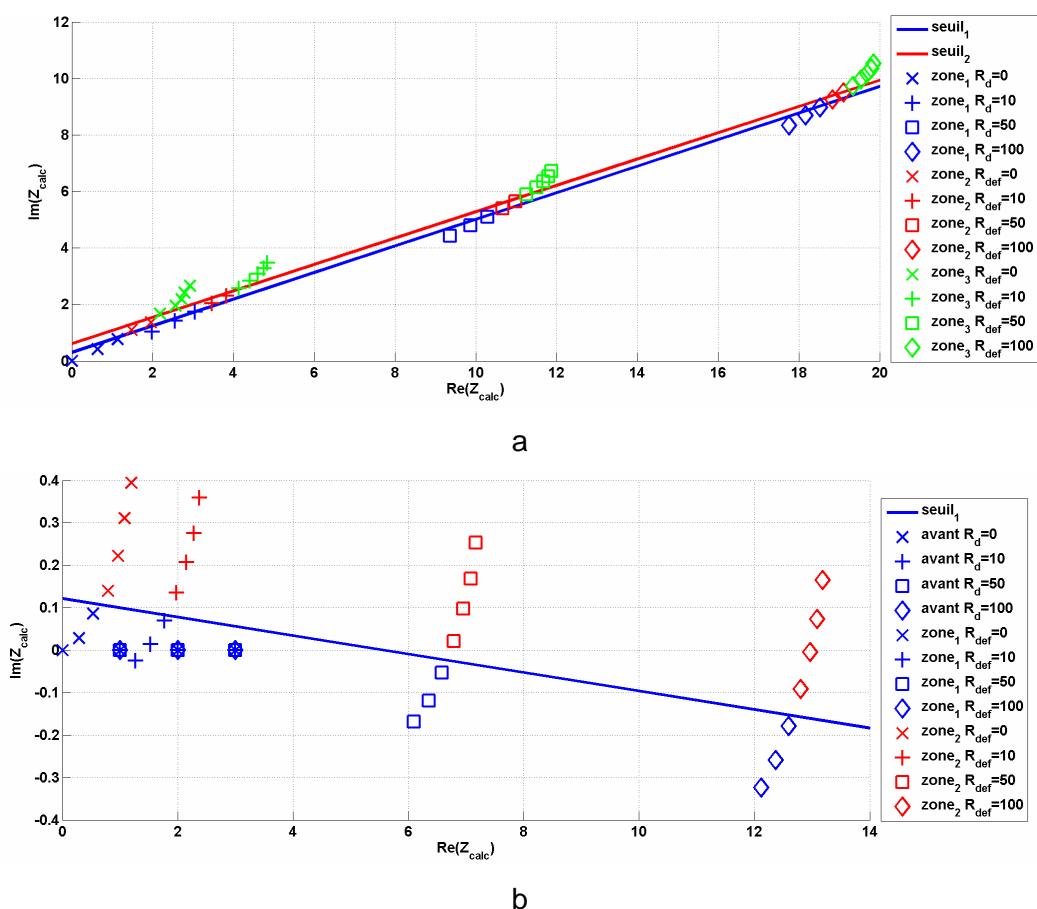 12
10
8
6
4
2
0
Im(Z_calc)
0 2 4 6 8 10 12 14 16 18 20
Re(Z_calc)
seuil_1
seuil_2
zone_1 R_d=0
zone_1 R_d=10
zone_1 R_d=50
zone_1 R_d=100
zone_2 R_def=0
zone_2 R_def=10
zone_2 R_def=50
zone_2 R_def=100
zone_3 R_def=0
zone_3 R_def=10
zone_3 R_def=50
zone_3 R_def=100
a
0.4
0.3
0.2
0.1
0
-0.1
-0.2
-0.3
-0.4
Im(Z_calc)
0 2 4 6 8 10 12 14
Re(Z_calc)
seuil_1
avant R_d=0
avant R_d=10
avant R_d=50
avant R_d=100
zone_1 R_def=0
zone_1 R_def=10
zone_1 R_def=50
zone_1 R_def=100
zone_2 R_def=0
zone_2 R_def=10
zone_2 R_def=50
zone_2 R_def=100
b